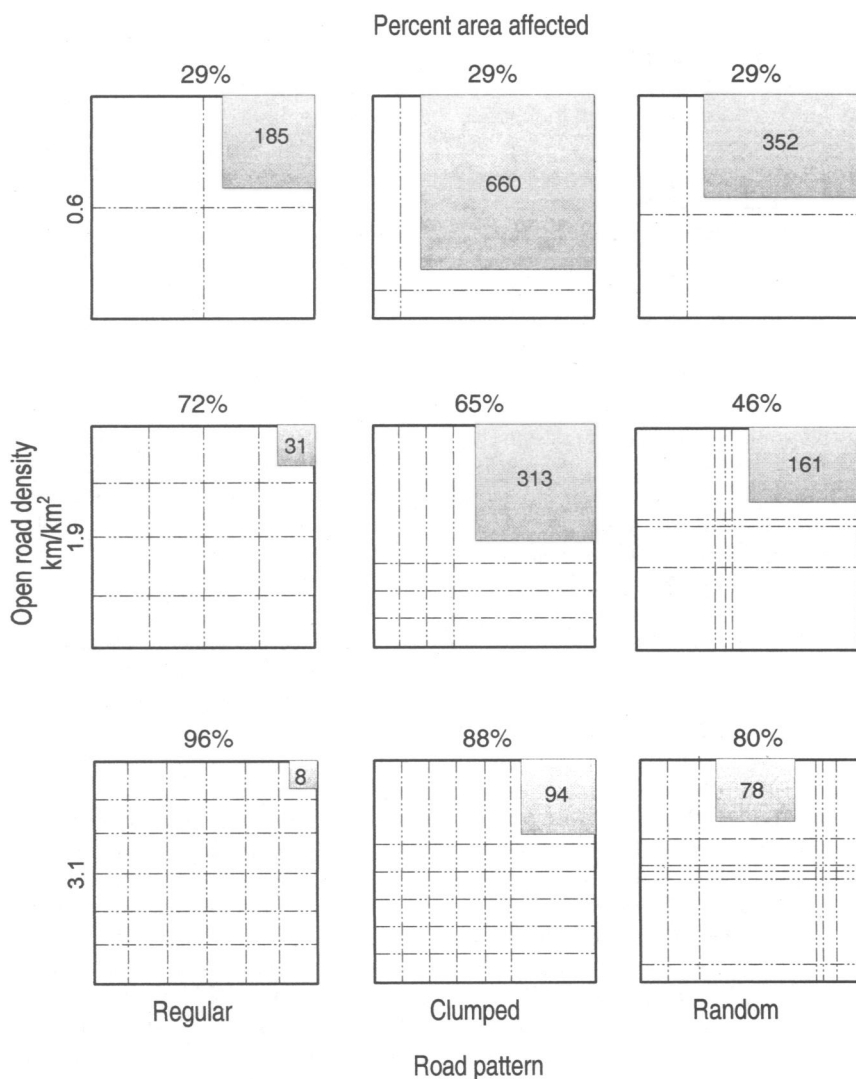 Percent area affected
29% 29% 29%
185 660 352
0.6
72% 65% 46%
31 313 161
Open road density
km/km²
1.9
96% 88% 80%
8 94 78
3.1
Regular Clumped Random
Road pattern